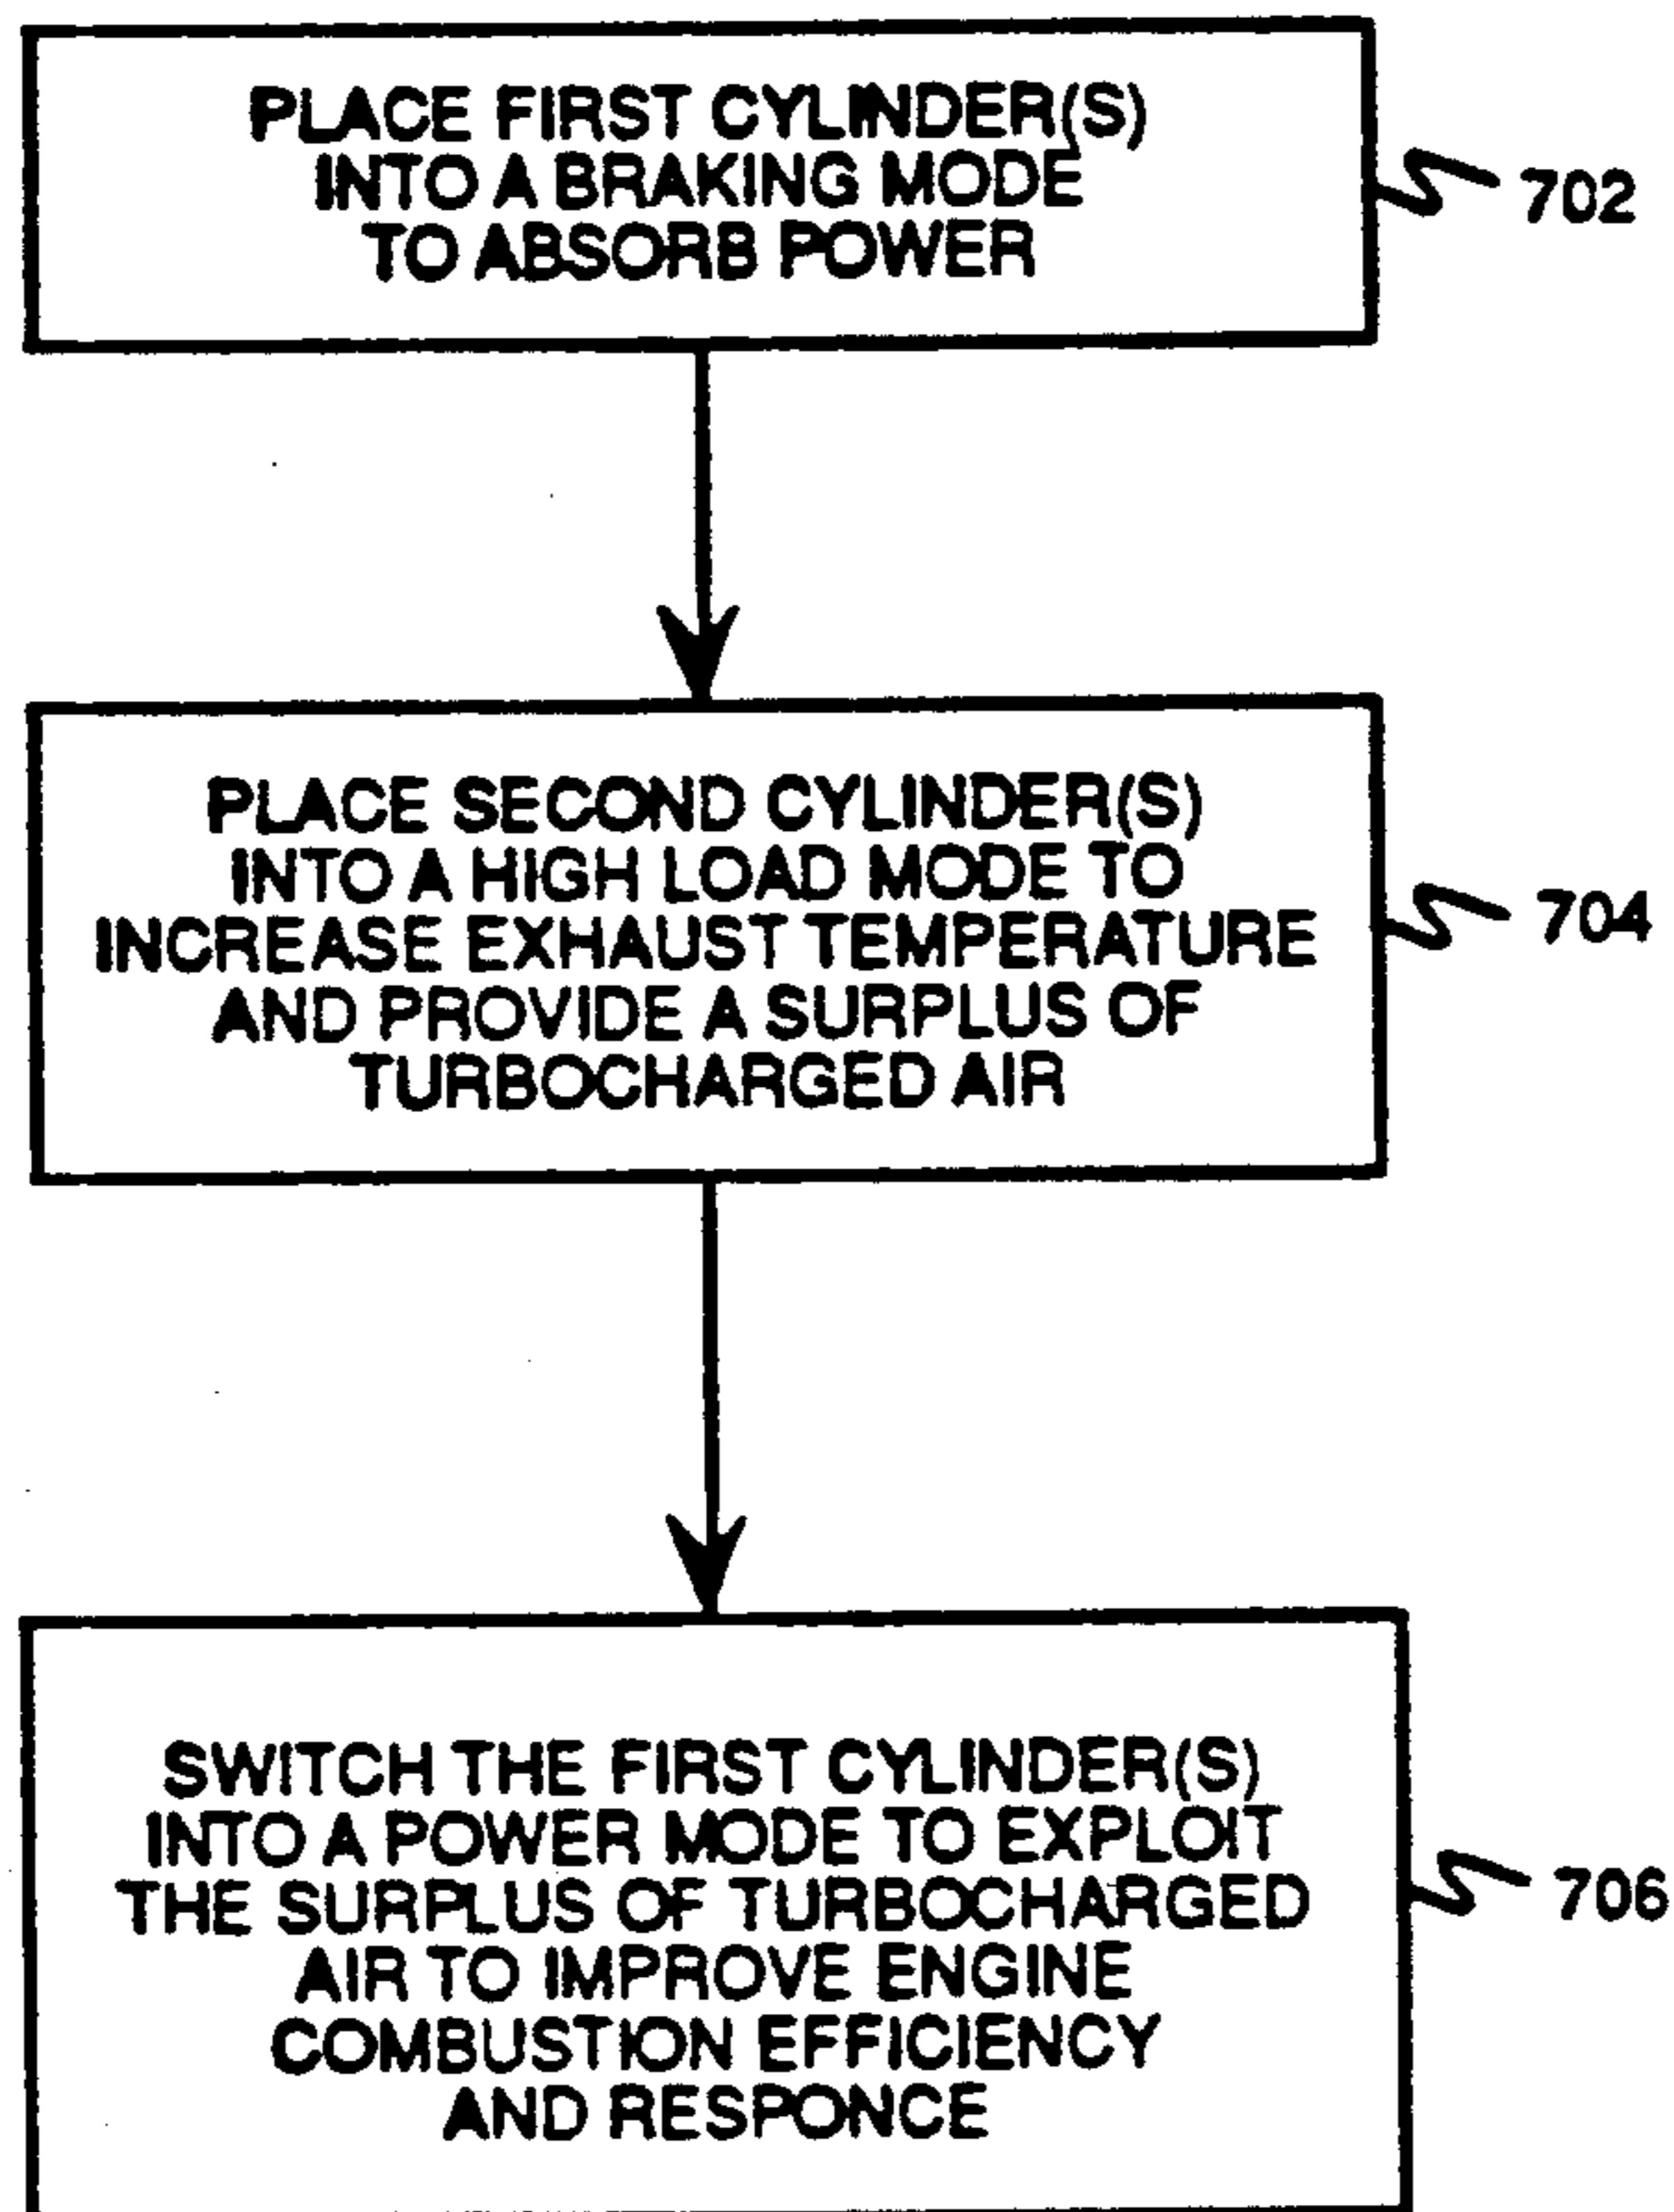 PLACE FIRST CYLINDER(S)
INTO A BRAKING MODE
TO ABSORB POWER
702
PLACE SECOND CYLINDER(S)
INTO A HIGH LOAD MODE TO
INCREASE EXHAUST TEMPERATURE
AND PROVIDE A SURPLUS OF
TURBOCHARGED AIR
704
SWITCH THE FIRST CYLINDER(S)
INTO A POWER MODE TO EXPLOIT
THE SURPLUS OF TURBOCHARGED
AIR TO IMPROVE ENGINE
COMBUSTION EFFICIENCY
AND RESPONCE
706